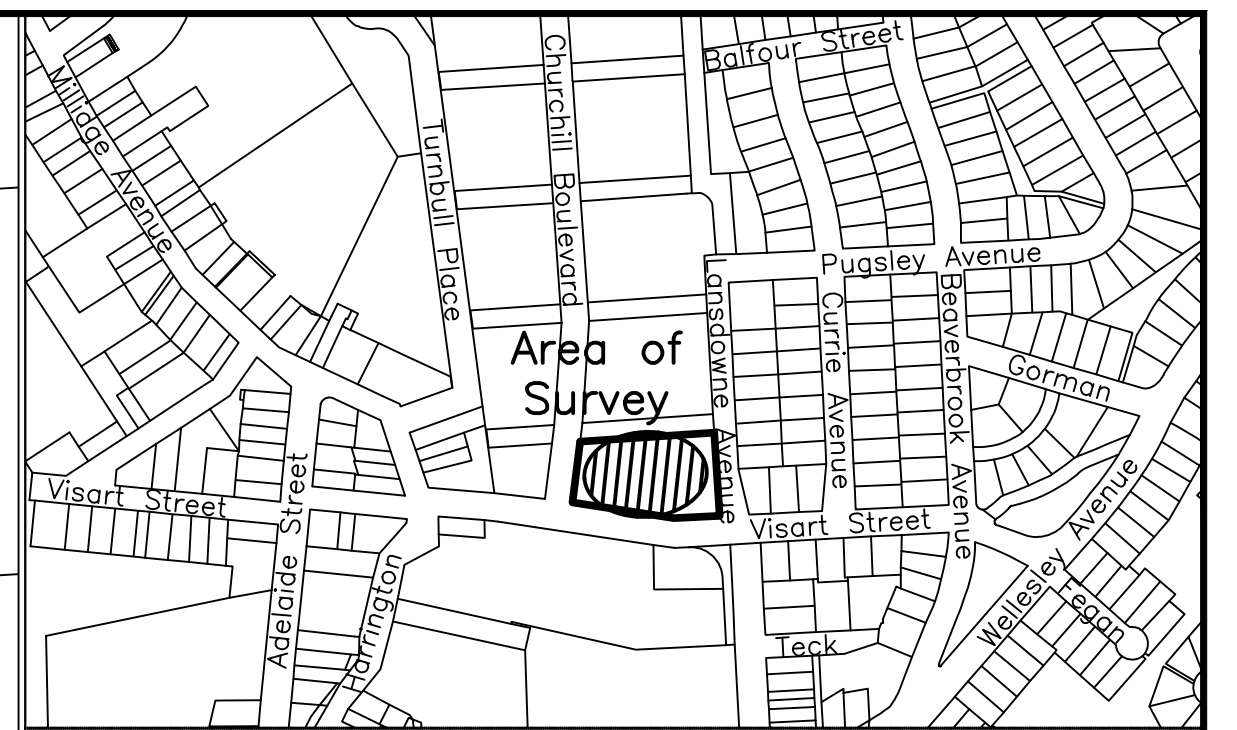 Balfour Street
Millidge Avenue
Turnbull Place
Churchill Boulevard
Pugsley Avenue
Lansdowne Avenue
Currie Avenue
Beaverbrook Avenue
Area of
Survey
Gorman
Visart Street
Adelaide Street
Visart Street
Wellesley Avenue
Harrington
Fegan
Teck